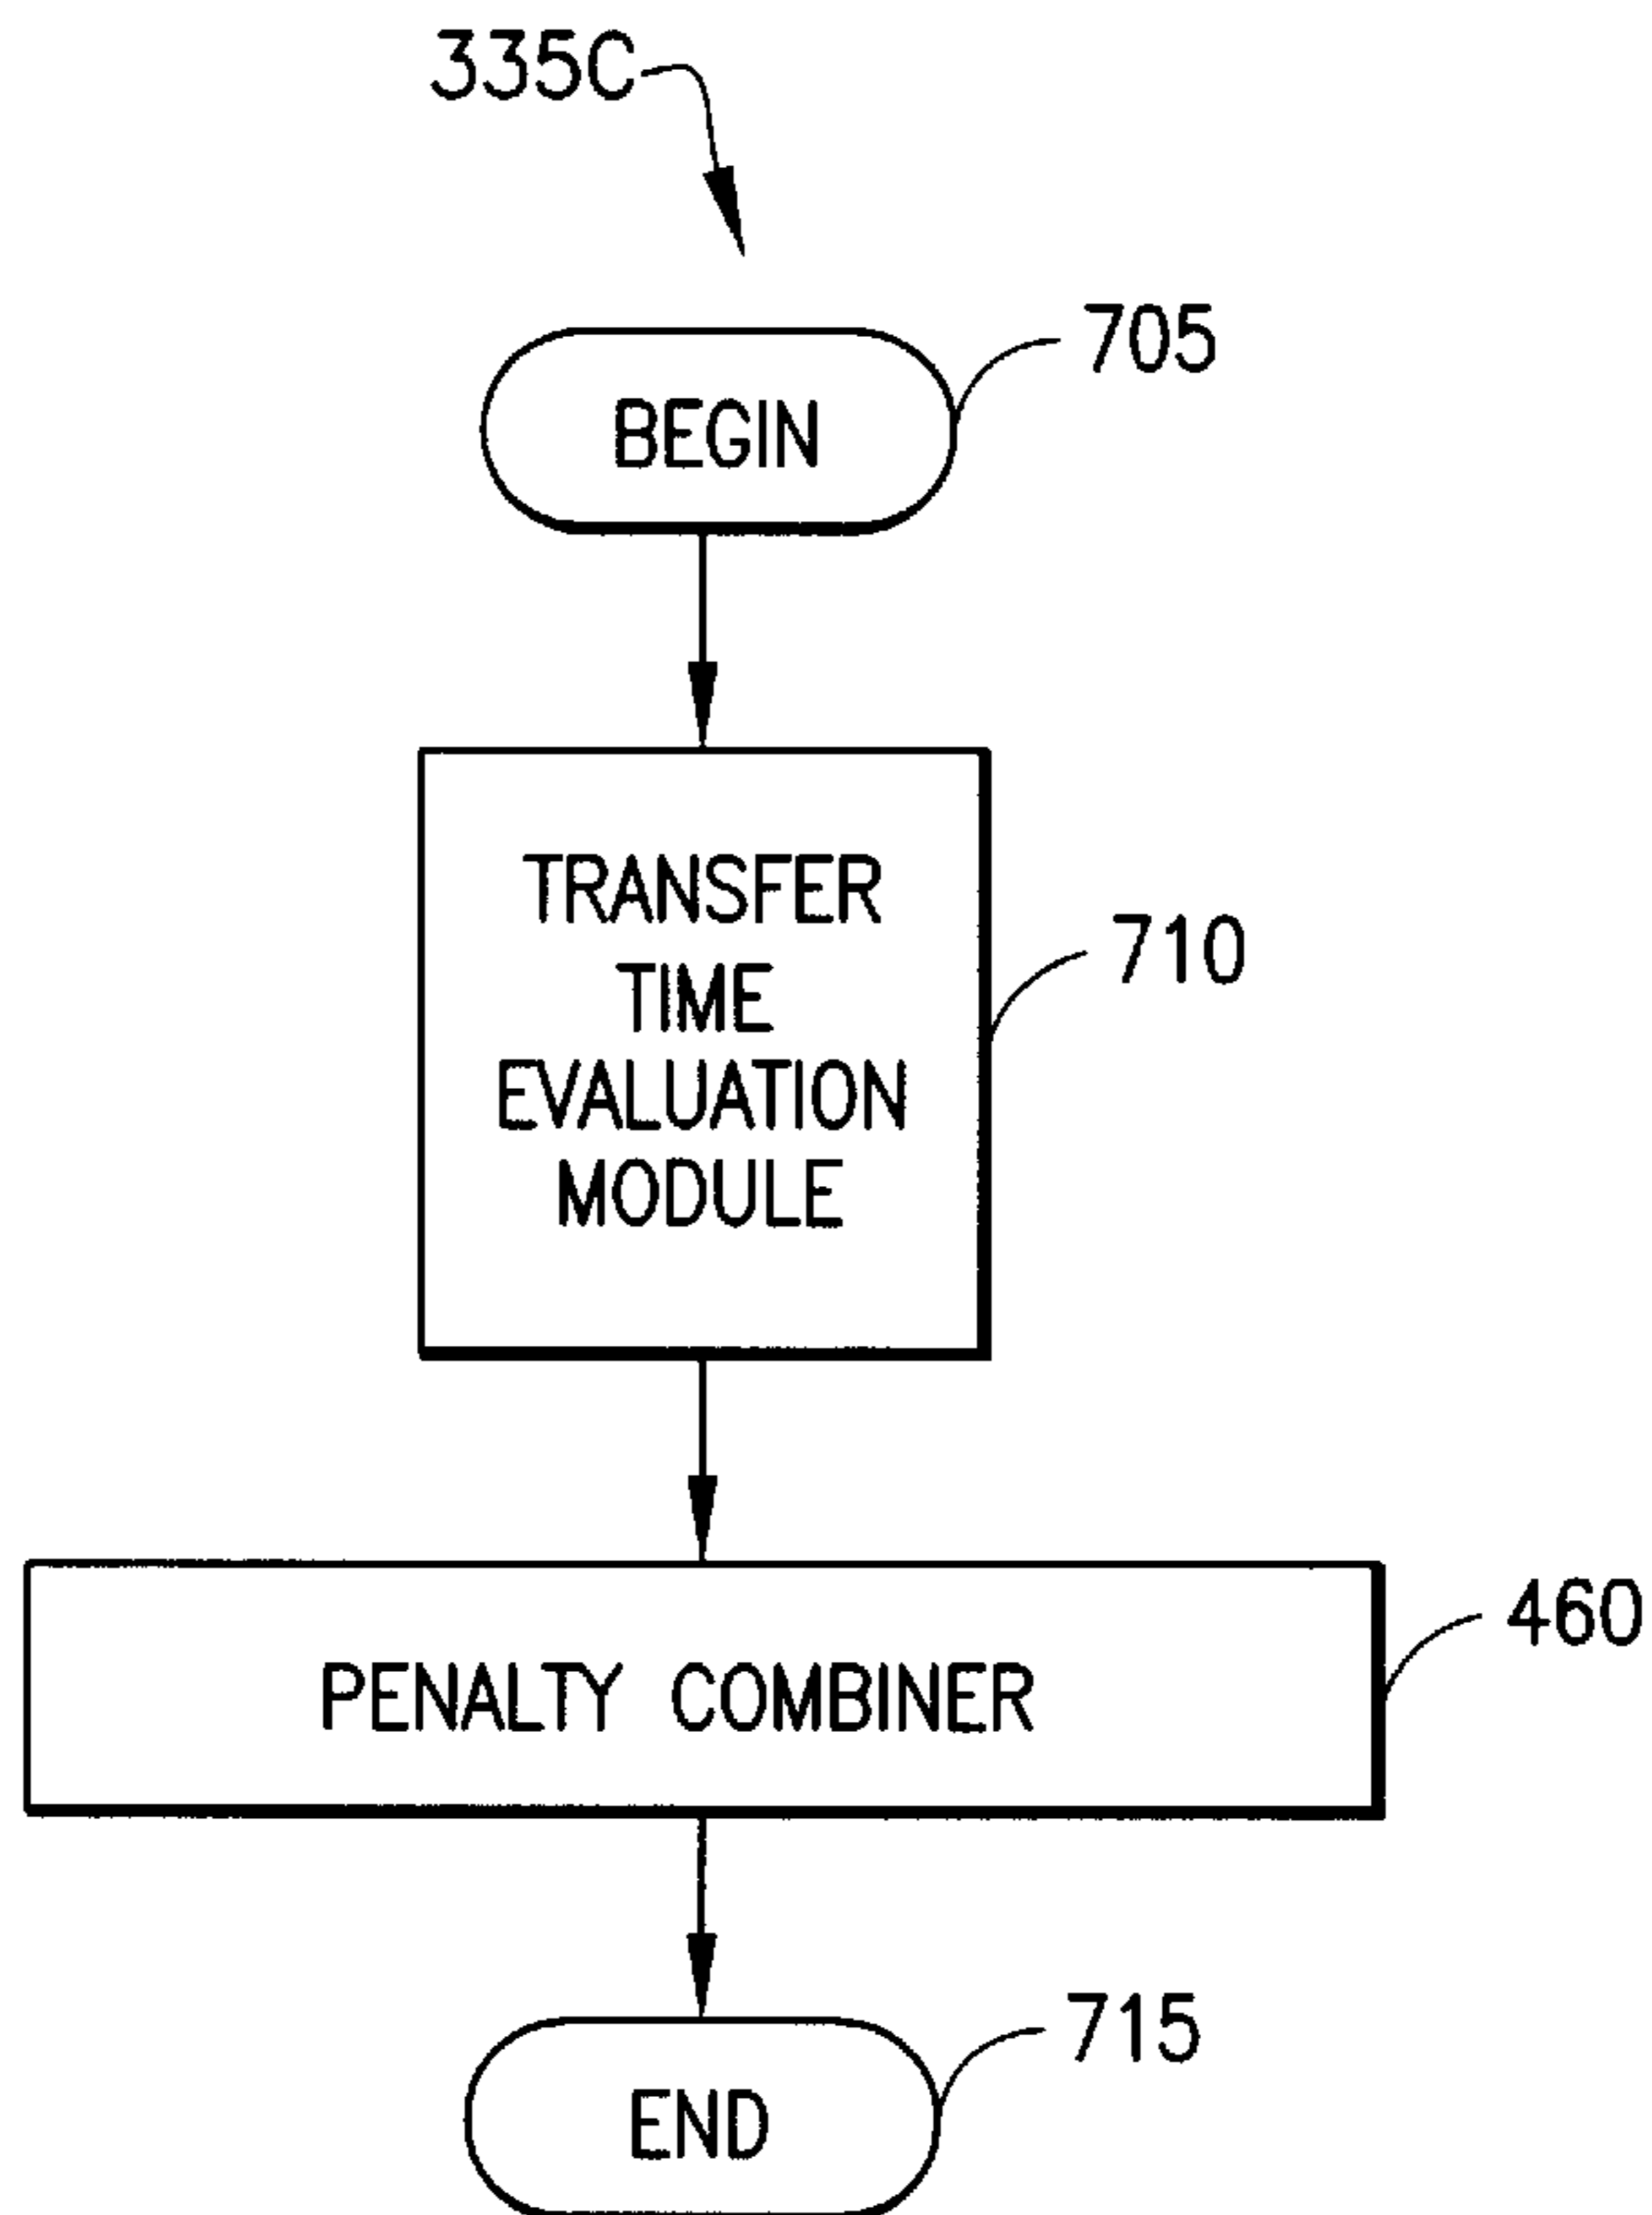 335C
705
BEGIN
TRANSFER
TIME
EVALUATION
MODULE
710
PENALTY COMBINER
460
715
END